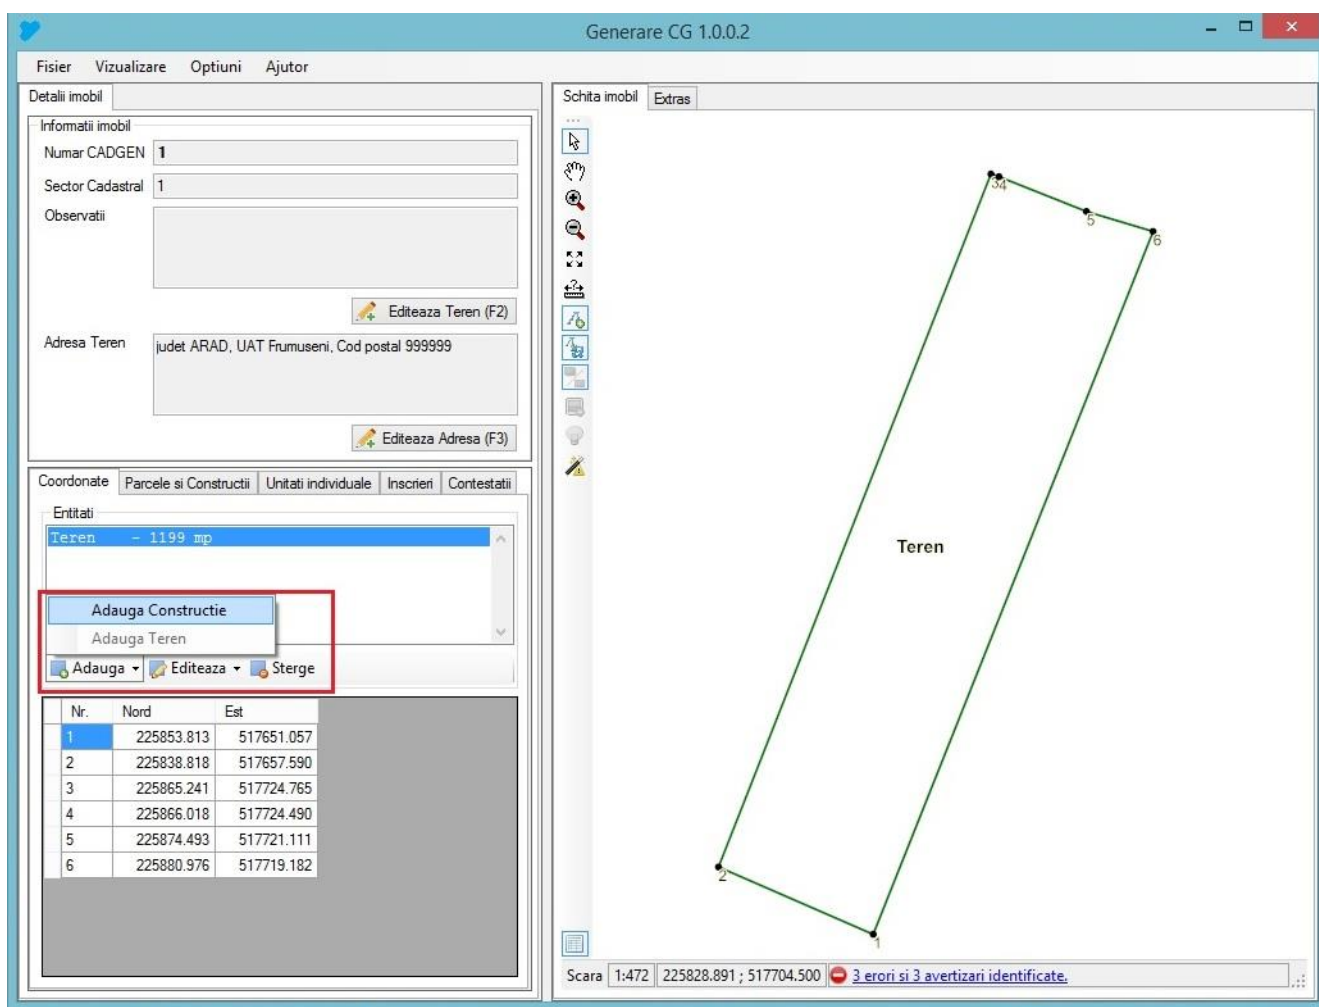 Generare CG 1.0.0.2
Fisier Vizualizare Optiuni Ajutor
Detalii imobil
Informatii imobil
Numar CADGEN 1
Sector Cadastral 1
Observatii
Editeaza Teren (F2)
Adresa Teren judet ARAD, UAT Frumuseni, Cod postal 999999
Editeaza Adresa (F3)
Coordonate Parcele si Constructii Unitati individuale Inscrieri Contestatii
Entitati
Teren - 1199 mp
Adauga Constructie
Adauga Teren
Adauga Editeaza Sterge
Nr. Nord Est
1 225853.813 517651.057
2 225838.818 517657.590
3 225865.241 517724.765
4 225866.018 517724.490
5 225874.493 517721.111
6 225880.976 517719.182
Schita imobil Extras
34
5
6
Teren
2
1
Scara 1:472 225828.891 ; 517704.500 3 erori si 3 avertizari identificate.